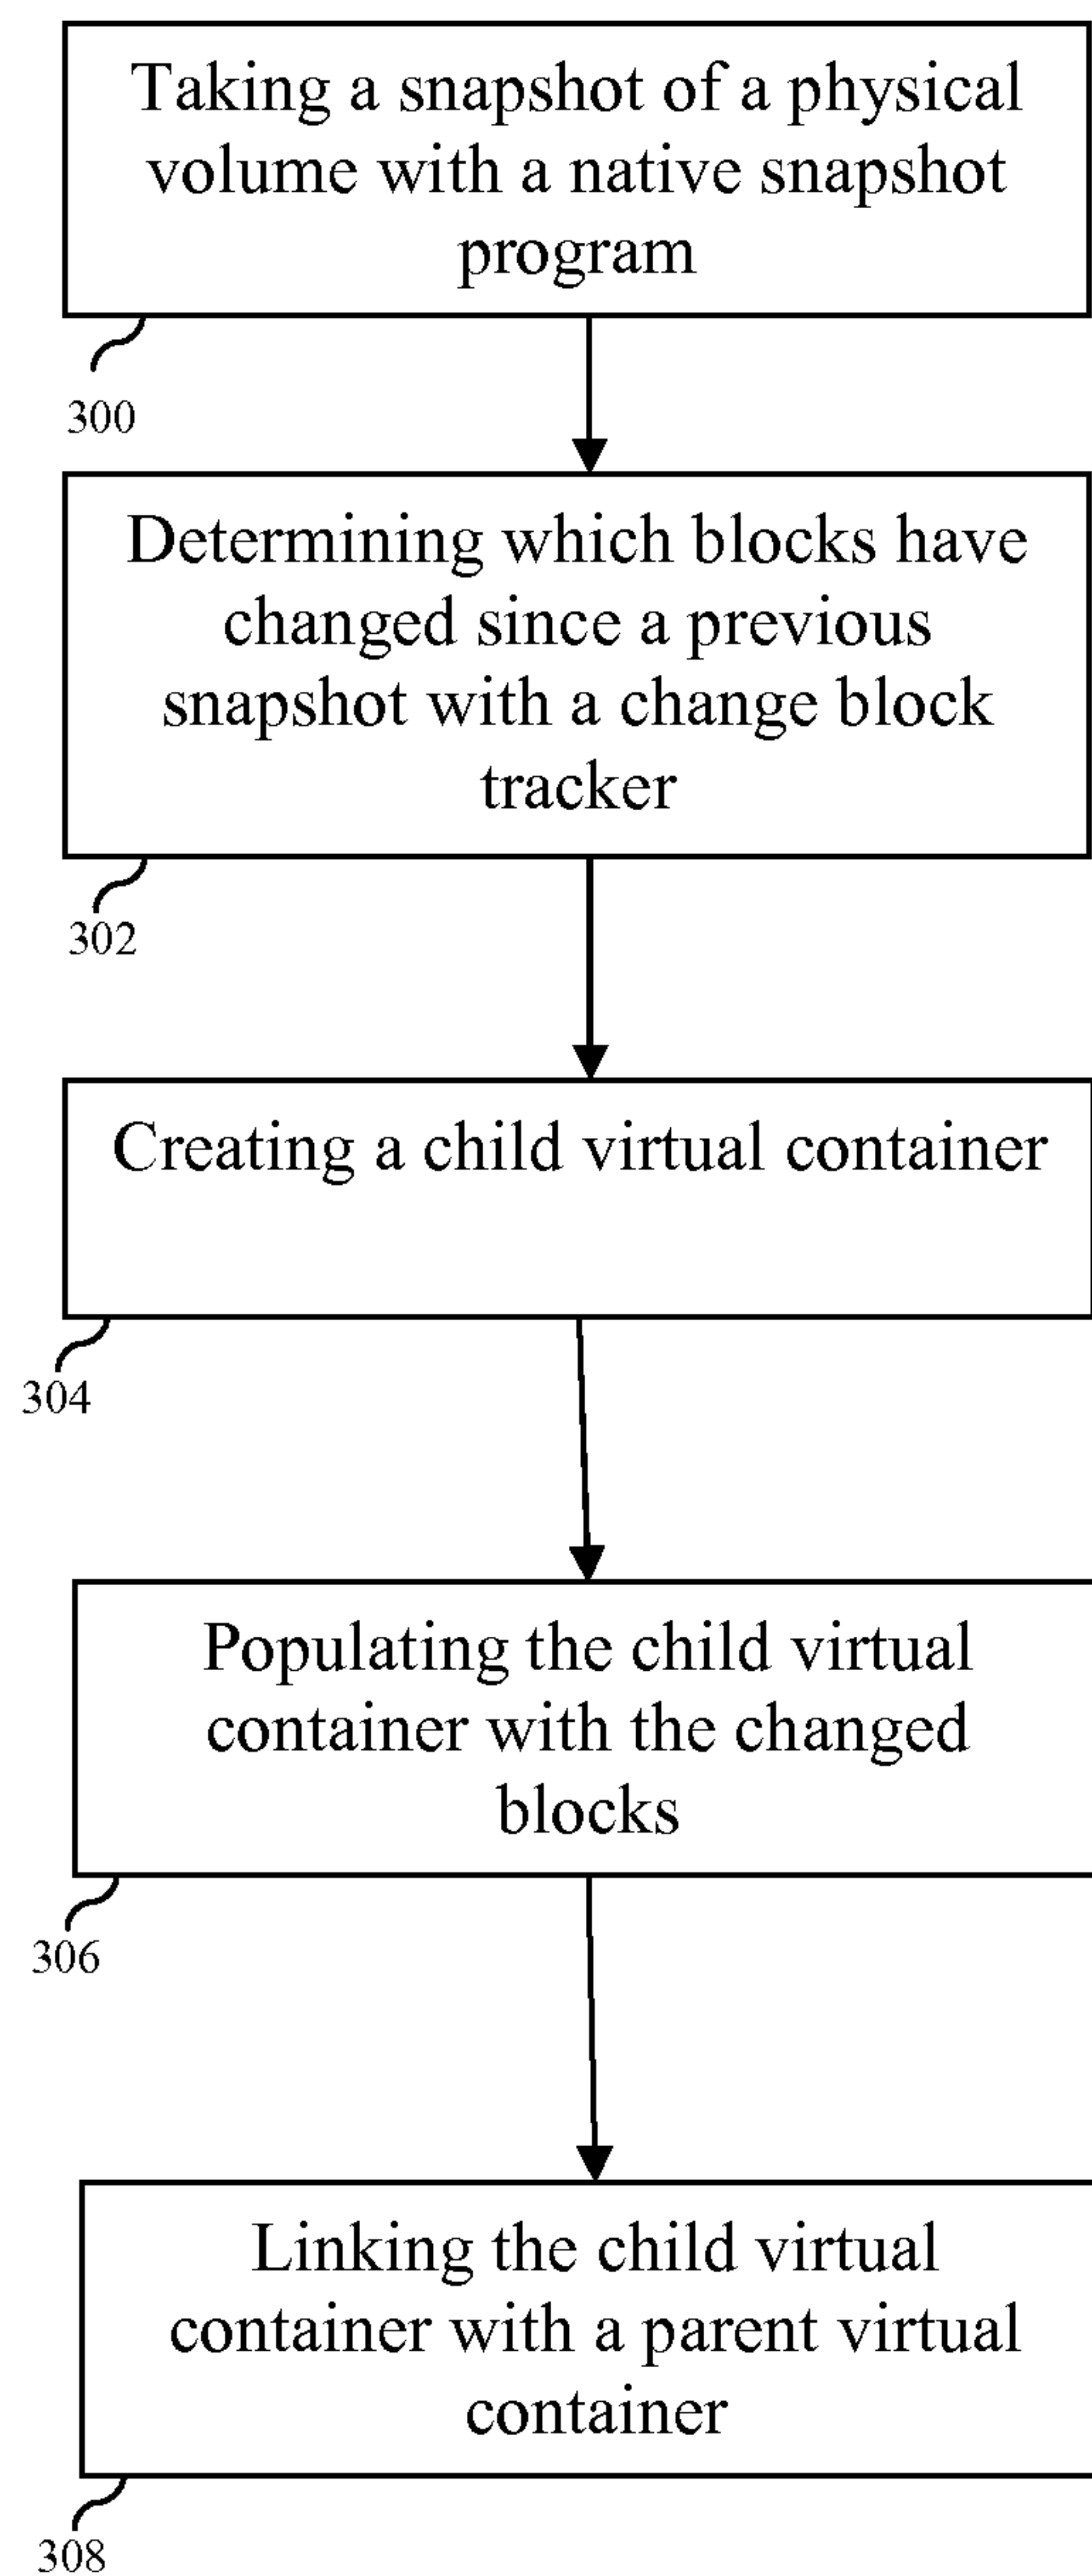 Taking a snapshot of a physical
volume with a native snapshot
program
300
Determining which blocks have
changed since a previous
snapshot with a change block
tracker
302
Creating a child virtual container
304
Populating the child virtual
container with the changed
blocks
306
Linking the child virtual
container with a parent virtual
container
308